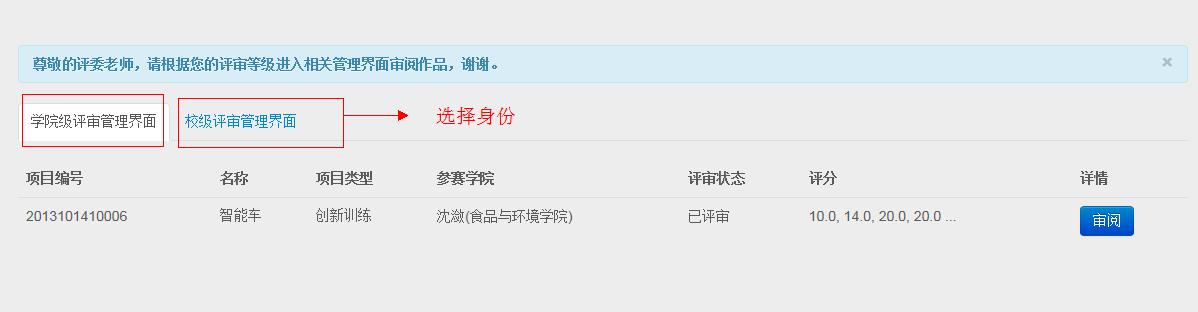 尊敬的评委老师，请根据您的评审等级进入相关管理界面审阅作品，谢谢。 ×
学院级评审管理界面 校级评审管理界面 选择身份
项目编号 名称 项目类型 参赛学院 评审状态 评分 详情
2013101410006 智能车 创新训练 沈潋(食品与环境学院) 已评审 10.0, 14.0, 20.0, 20.0 ... 审阅